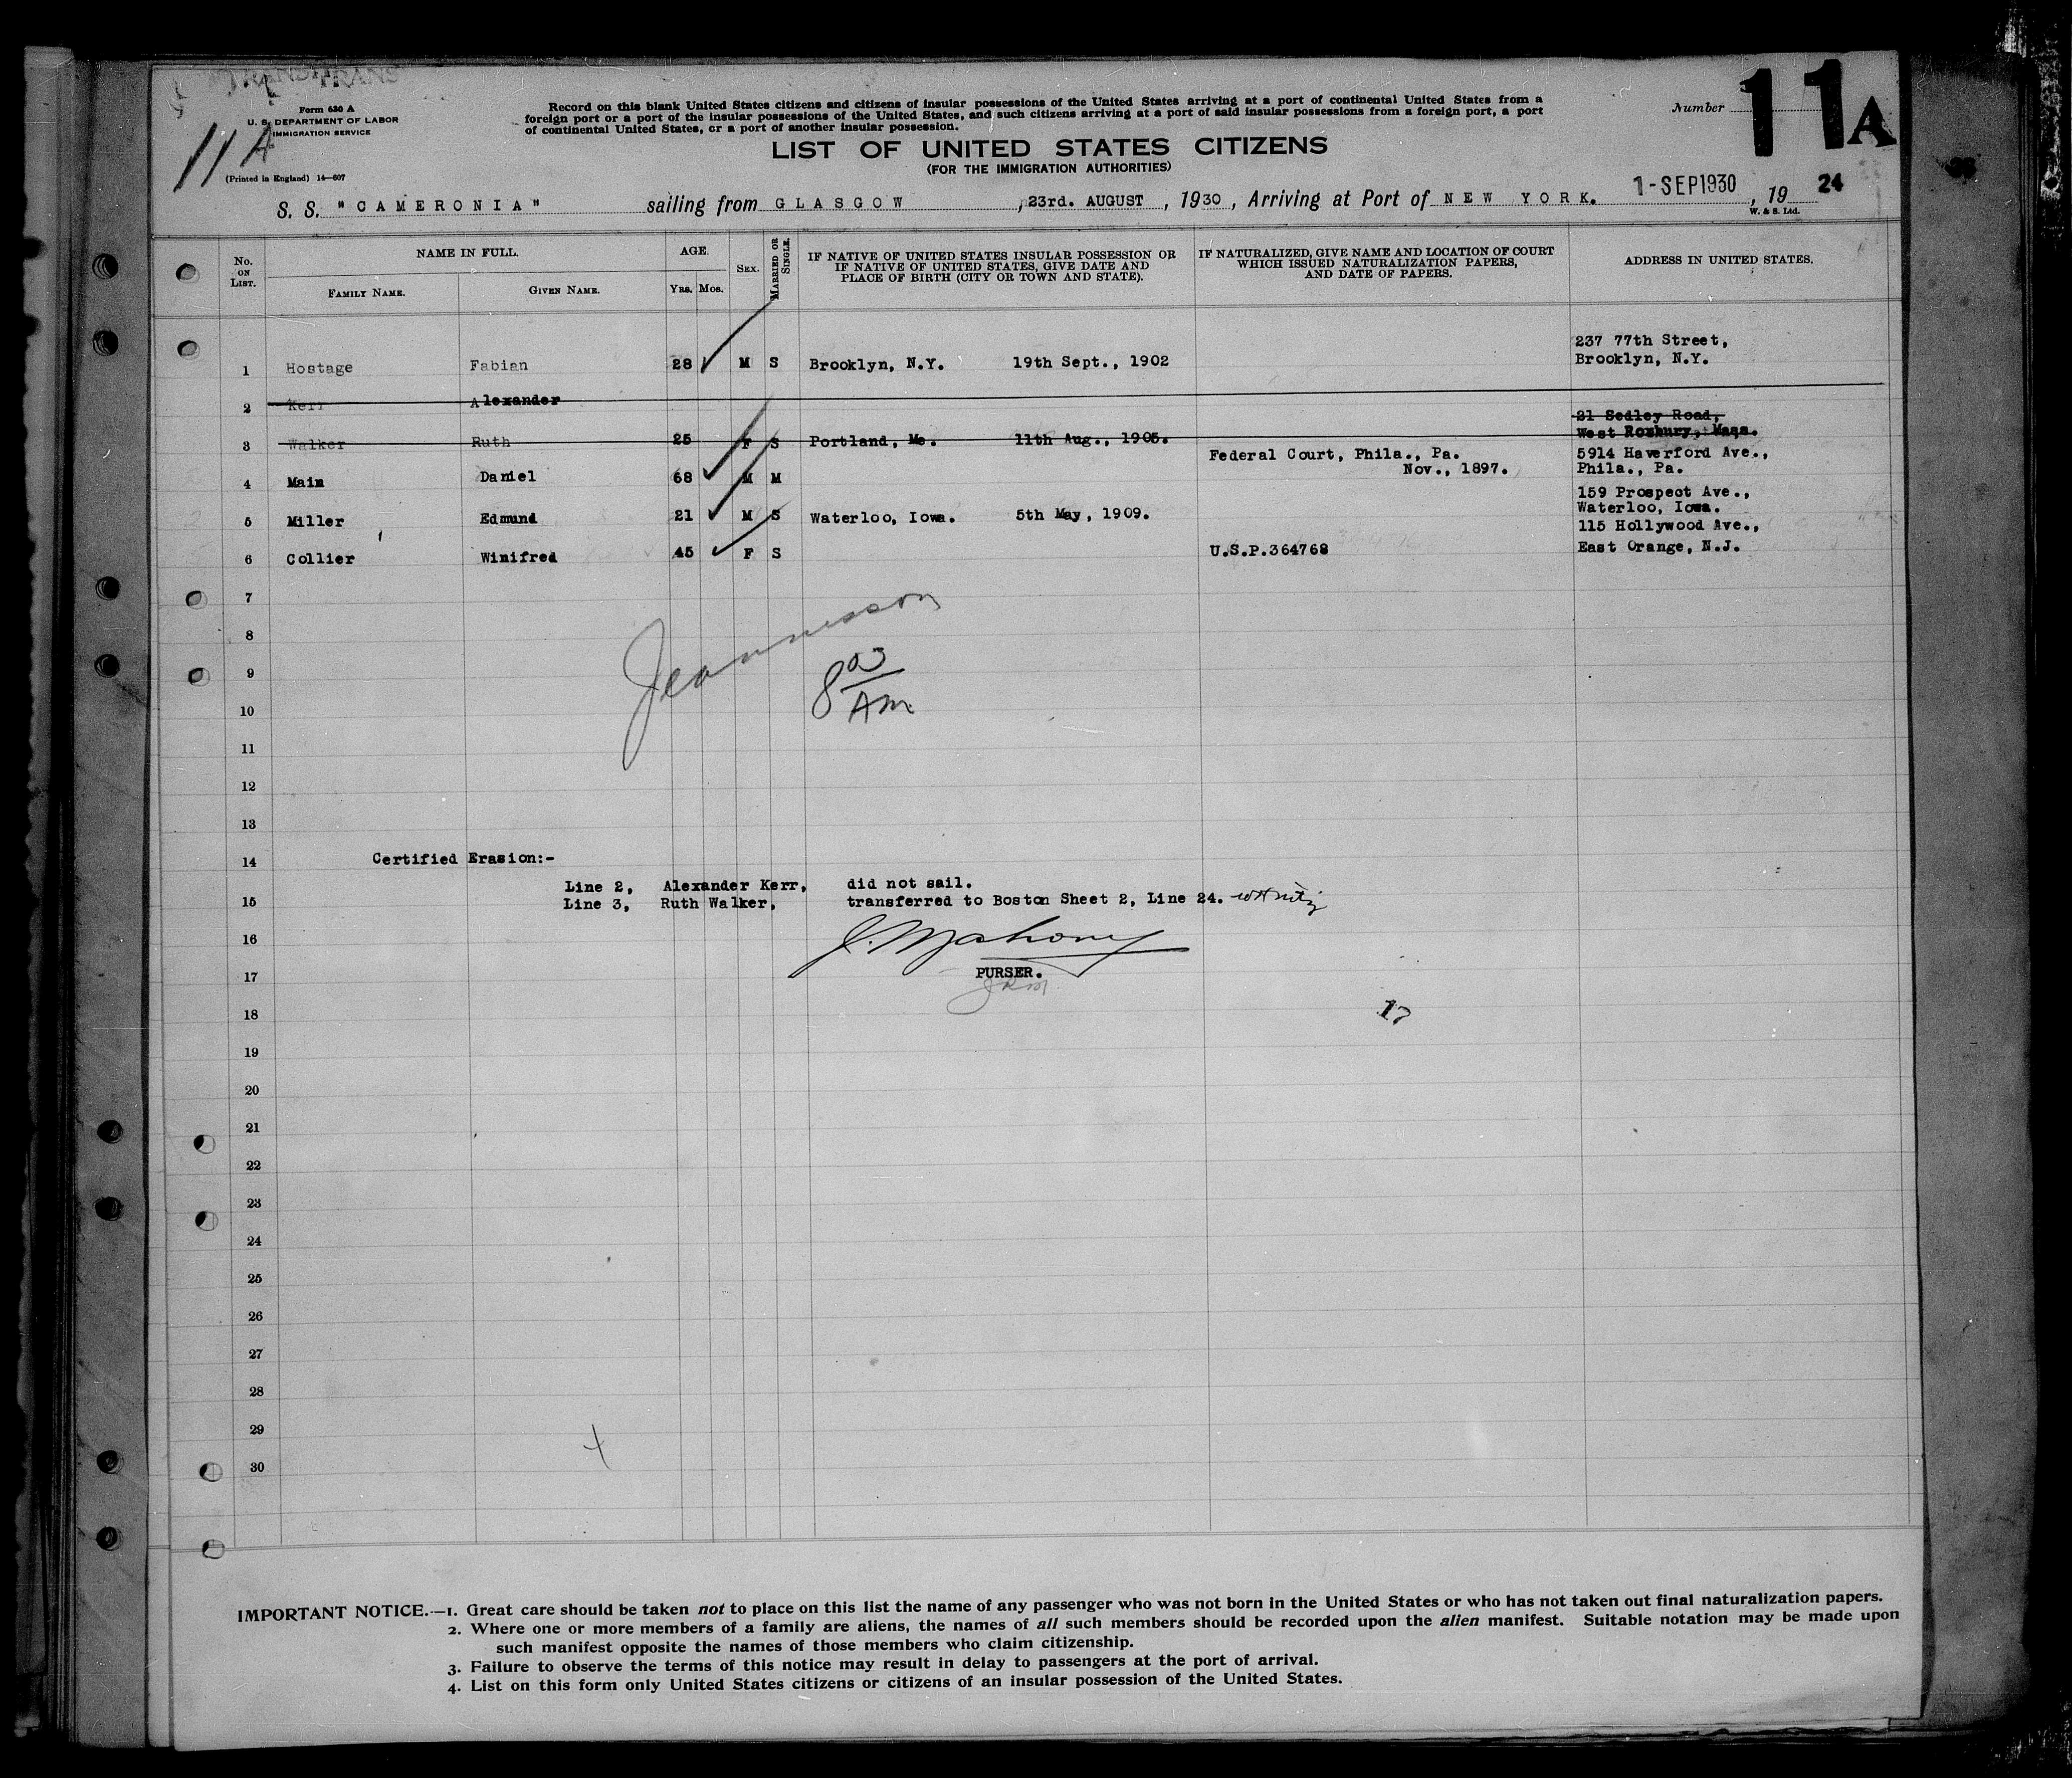 Form 630 A
U. S. DEPARTMENT OF LABOR
IMMIGRATION SERVICE
11 A
(Printed in England) 14—607
Record on this blank United States citizens and citizens of insular possessions of the United States arriving at a port of continental United States from a
foreign port or a port of the insular possessions of the United States, and such citizens arriving at a port of said insular possessions from a foreign port, a port
of continental United States, or a port of another insular possession.
Number 11A
LIST OF UNITED STATES CITIZENS
(FOR THE IMMIGRATION AUTHORITIES)
S. S. "CAMERONIA" sailing from GLASGOW, 23rd. AUGUST, 1930, Arriving at Port of NEW YORK. 1-SEP1930, 19 24
W. & S. Ltd.
No. ON LIST. NAME IN FULL. AGE. SEX. MARRIED OR SINGLE. IF NATIVE OF UNITED STATES INSULAR POSSESSION OR IF NATIVE OF UNITED STATES, GIVE DATE AND PLACE OF BIRTH (CITY OR TOWN AND STATE). IF NATURALIZED, GIVE NAME AND LOCATION OF COURT WHICH ISSUED NATURALIZATION PAPERS, AND DATE OF PAPERS. ADDRESS IN UNITED STATES.
FAMILY NAME. GIVEN NAME. YRS. MOS.
237 77th Street,
1 Hostage Fabian 28 M S Brooklyn, N.Y. 19th Sept., 1902 Brooklyn, N.Y.
2 Kerr Alexander
21 Sedley Road,
3 Walker Ruth 25 F S Portland, Me. 11th Aug., 1905. West Roxbury, Mass.
Federal Court, Phila., Pa. 5914 Haverford Ave.,
4 Main Daniel 68 M M Nov., 1897. Phila., Pa.
159 Prospect Ave.,
5 Miller Edmund 21 M S Waterloo, Iowa. 5th May, 1909. Waterloo, Iowa.
115 Hollywood Ave.,
6 Collier Winifred 45 F S U.S.P.364768 East Orange, N.J.
7
8
9
10
8 00 AM
11
12
13
14 Certified Erasion:-
Line 2, Alexander Kerr, did not sail.
15 Line 3, Ruth Walker, transferred to Boston Sheet 2, Line 24.
16 J. Mahony
17 PURSER.
18
19
20
21
22
23
24
25
26
27
28
29
30
IMPORTANT NOTICE.—1. Great care should be taken not to place on this list the name of any passenger who was not born in the United States or who has not taken out final naturalization papers.
2. Where one or more members of a family are aliens, the names of all such members should be recorded upon the alien manifest. Suitable notation may be made upon
such manifest opposite the names of those members who claim citizenship.
3. Failure to observe the terms of this notice may result in delay to passengers at the port of arrival.
4. List on this form only United States citizens or citizens of an insular possession of the United States.